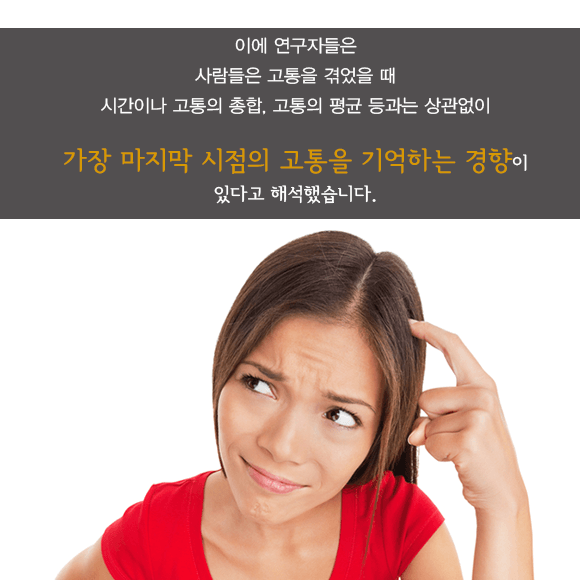 이에 연구자들은
사람들은 고통을 겪었을 때
시간이나 고통의 총합, 고통의 평균 등과는 상관없이
가장 마지막 시점의 고통을 기억하는 경향이
있다고 해석했습니다.